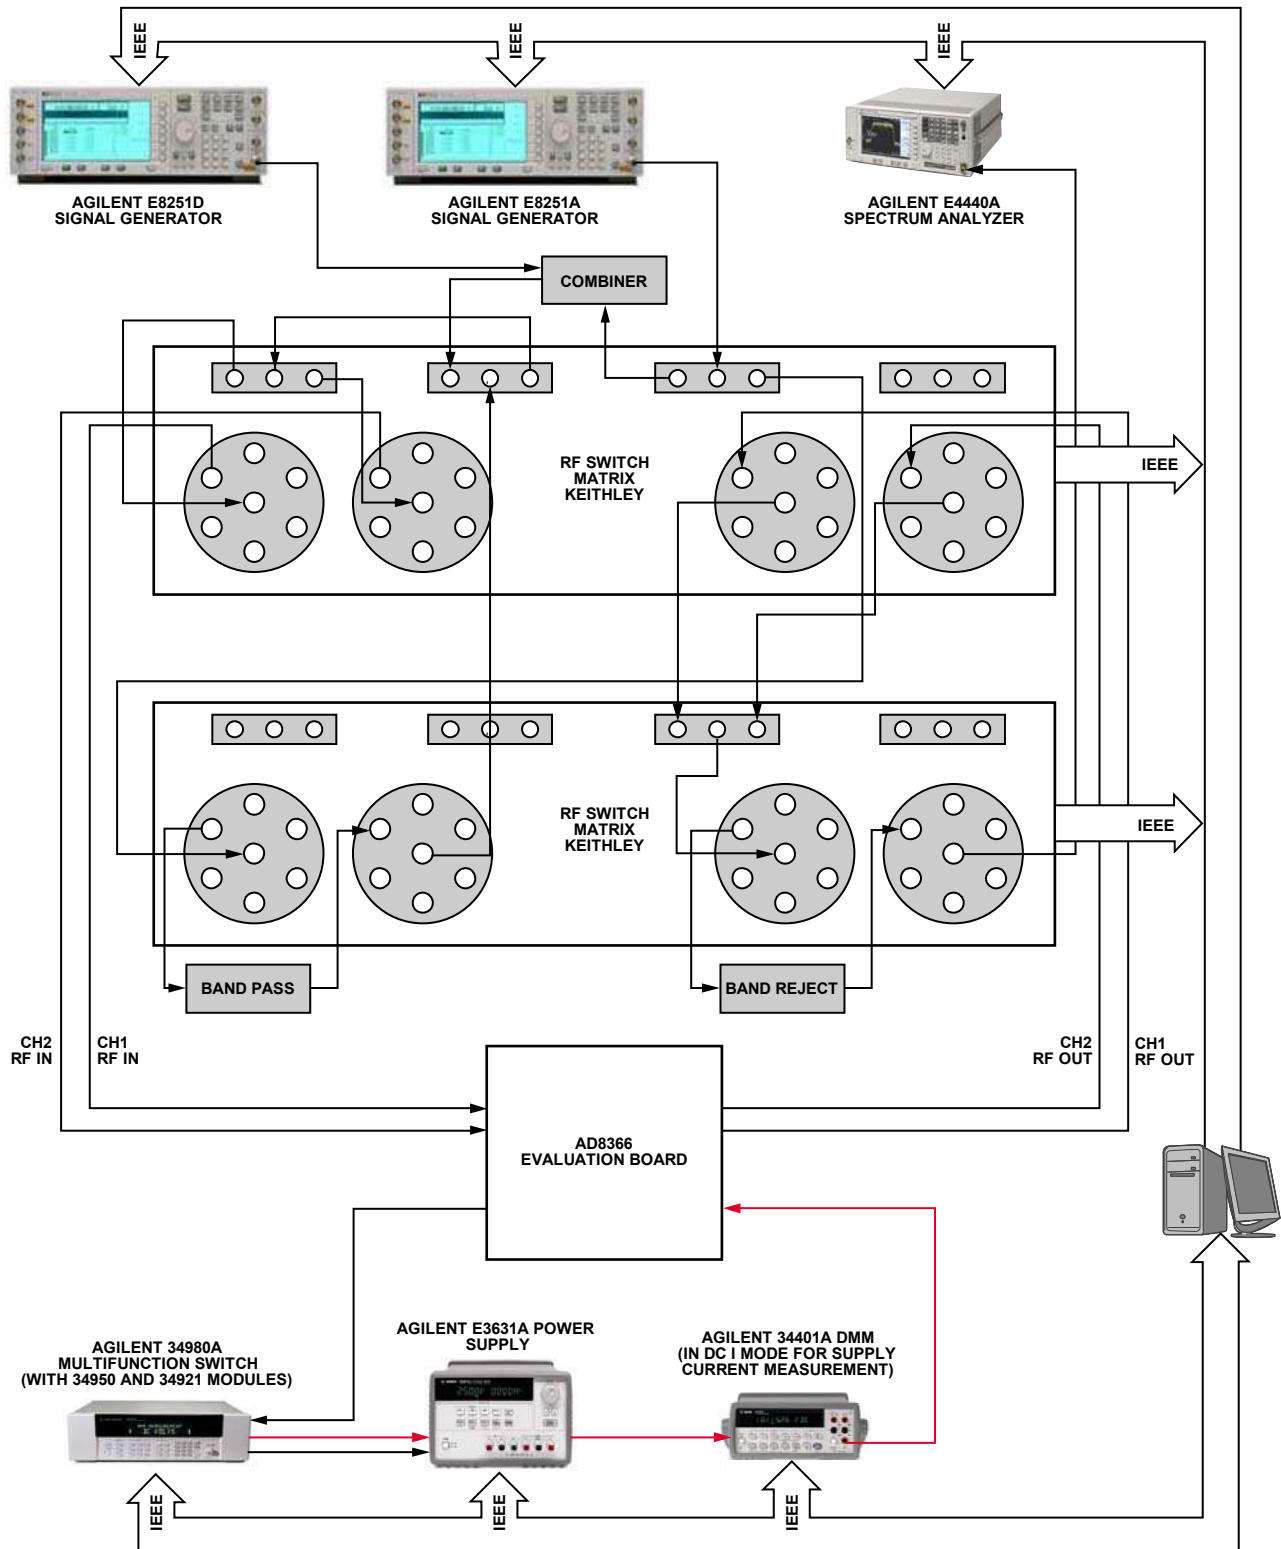 IEEE
IEEE
IEEE
AGILENT E8251D
SIGNAL GENERATOR
AGILENT E8251A
SIGNAL GENERATOR
AGILENT E4440A
SPECTRUM ANALYZER
COMBINER
RF SWITCH
MATRIX
KEITHLEY
IEEE
RF SWITCH
MATRIX
KEITHLEY
IEEE
BAND PASS
BAND REJECT
CH2
RF IN
CH1
RF IN
CH2
RF OUT
CH1
RF OUT
AD8366
EVALUATION BOARD
AGILENT 34980A
MULTIFUNCTION SWITCH
(WITH 34950 AND 34921 MODULES)
AGILENT E3631A POWER
SUPPLY
AGILENT 34401A DMM
(IN DC I MODE FOR SUPPLY
CURRENT MEASUREMENT)
IEEE
IEEE
IEEE